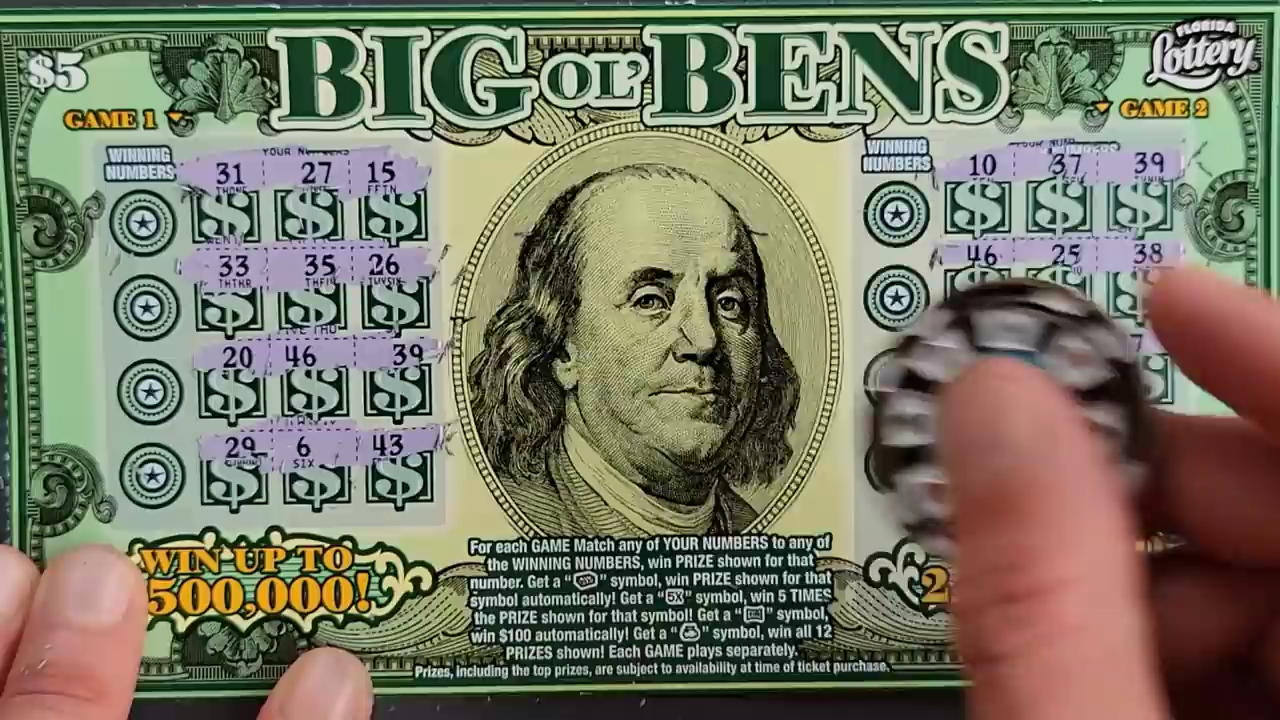 $5
BIG OL' BENS
FLORIDA
Lottery
GAME 1
GAME 2
WINNING
NUMBERS
YOUR NUMBERS
31 27 15
FFTN
33 35 26
THTHR THFIV TWYSIX
20 46 39
29 6 43
SIX
WINNING
NUMBERS
10 37 39
46 25 38
WIN UP TO
$500,000!
2
For each GAME Match any of YOUR NUMBERS to any of
the WINNING NUMBERS, win PRIZE shown for that
number. Get a " " symbol, win PRIZE shown for that
symbol automatically! Get a "5X" symbol, win 5 TIMES
the PRIZE shown for that symbol! Get a " " symbol,
win $100 automatically! Get a " " symbol, win all 12
PRIZES shown! Each GAME plays separately.
Prizes, including the top prizes, are subject to availability at time of ticket purchase.